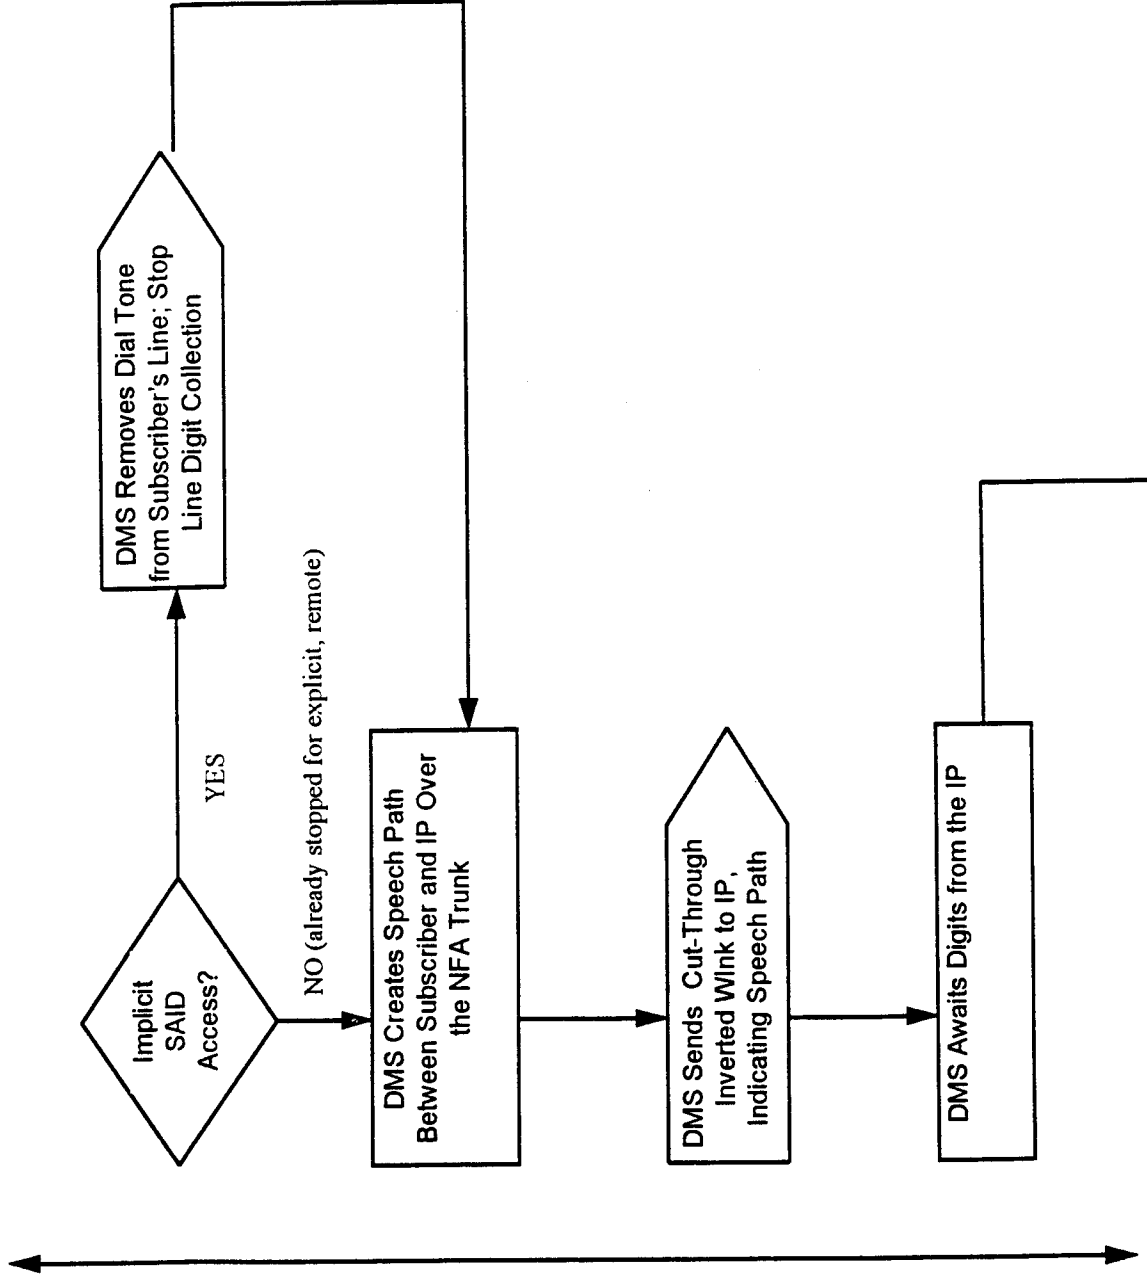 Implicit
SAID
Access?
YES
DMS Removes Dial Tone
from Subscriber's Line; Stop
Line Digit Collection
NO (already stopped for explicit, remote)
DMS Creates Speech Path
Between Subscriber and IP Over
the NFA Trunk
DMS Sends Cut-Through
Inverted WInk to IP,
Indicating Speech Path
DMS Awaits Digits from the IP